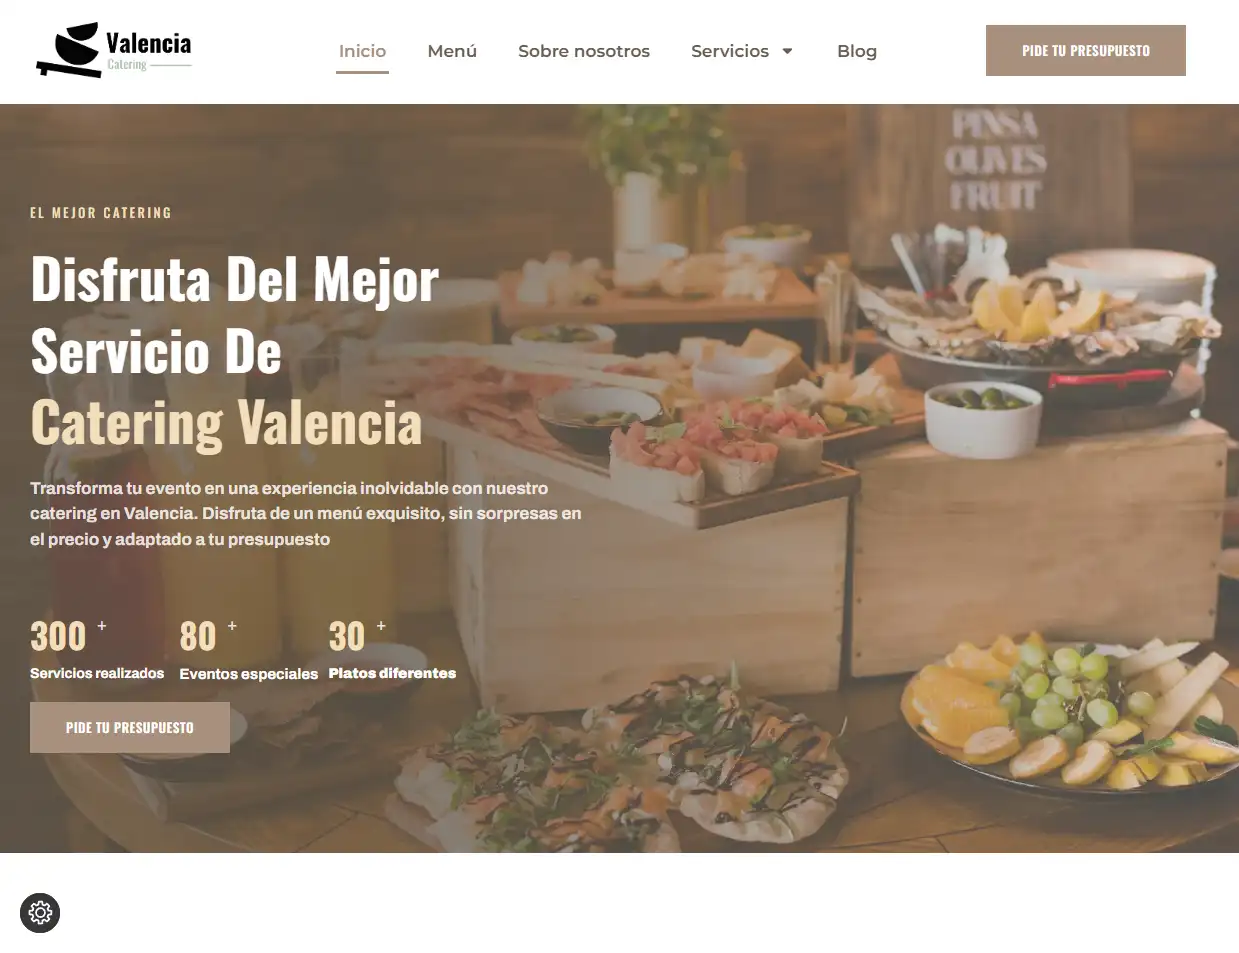 Valencia
Catering
Inicio
Menú
Sobre nosotros
Servicios
Blog
PIDE TU PRESUPUESTO
PINSA
OLIVES
FRUIT
EL MEJOR CATERING
Disfruta Del Mejor
Servicio De
Catering Valencia
Transforma tu evento en una experiencia inolvidable con nuestro
catering en Valencia. Disfruta de un menú exquisito, sin sorpresas en
el precio y adaptado a tu presupuesto
300 +
Servicios realizados
80 +
Eventos especiales
30 +
Platos diferentes
PIDE TU PRESUPUESTO